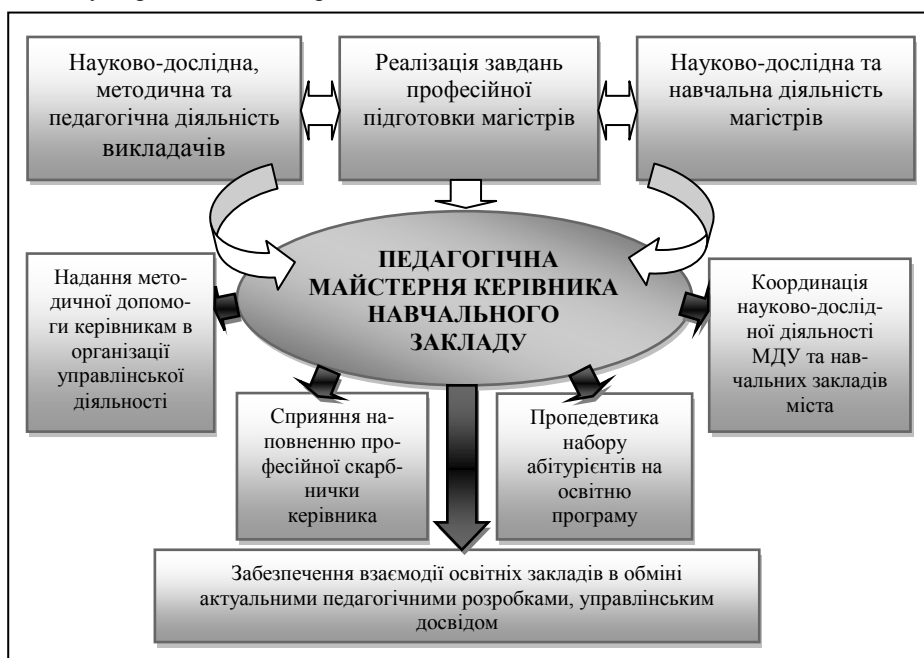 Науково-дослідна,
методична та
педагогічна діяльність
викладачів
Реалізація завдань
професійної
підготовки магістрів
Науково-дослідна та
навчальна діяльність
магістрів
ПЕДАГОГІЧНА
МАЙСТЕРНЯ КЕРІВНИКА
НАВЧАЛЬНОГО
ЗАКЛАДУ
Надання мето-
дичної допомо-
ги керівникам в
організації
управлінської
діяльності
Координація
науково-дослід-
ної діяльності
МДУ та нав-
чальних закладів
міста
Сприяння на-
повненню про-
фесійної скарб-
нички
керівника
Пропедевтика
набору
абітурієнтів на
освітню
програму
Забезпечення взаємодії освітніх закладів в обміні
актуальними педагогічними розробками, управлінським
досвідом